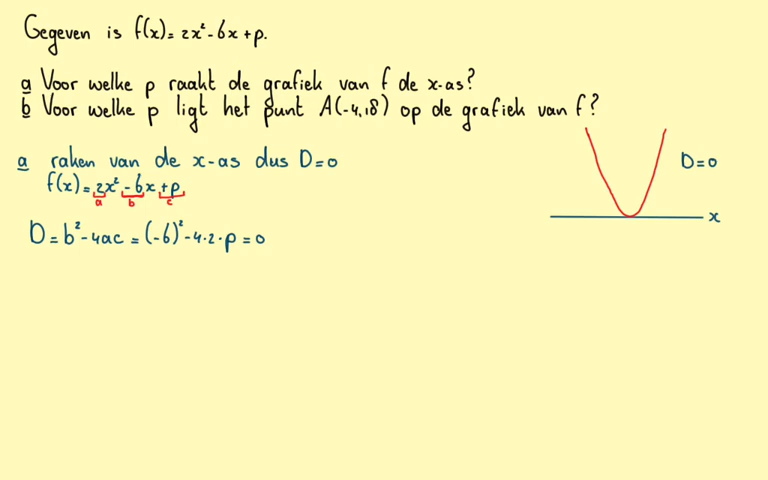 Gegeven is f(x)= 2x²-6x+p.
a Voor welke p raakt de grafiek van f de x-as?
b Voor welke p ligt het punt A(-4,18) op de grafiek van f?
a raken van de x-as dus D=0
f(x)=2x²-6x+p
a b c
D=b²-4ac=(-6)²-4·2·p=0
D=0
x